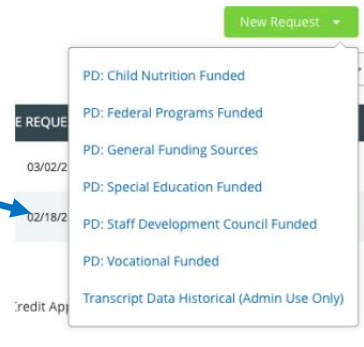 New Request
PD: Child Nutrition Funded
PD: Federal Programs Funded
E REQUE
PD: General Funding Sources
03/02/2
PD: Special Education Funded
02/18/2
PD: Staff Development Council Funded
PD: Vocational Funded
Credit App
Transcript Data Historical (Admin Use Only)